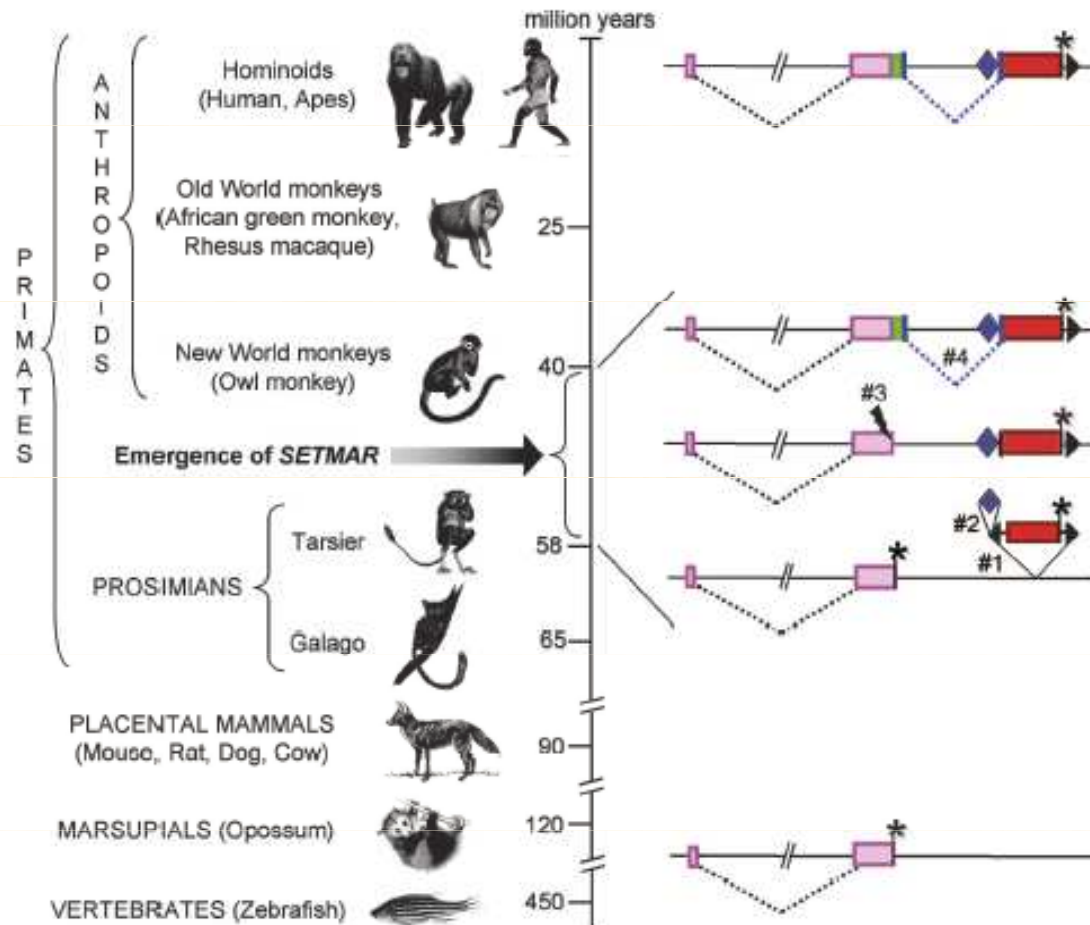 million years
*
Hominoids
(Human, Apes)
ANTHROPOIDS
Old World monkeys
(African green monkey,
Rhesus macaque)
25
PRIMATES
*
New World monkeys
(Owl monkey)
40
#4
#3
*
Emergence of SETMAR
*
#2
Tarsier
58
*
#1
PROSIMIANS
Galago
65
PLACENTAL MAMMALS
(Mouse, Rat, Dog, Cow)
90
MARSUPIALS (Opossum)
120
*
VERTEBRATES (Zebrafish)
450